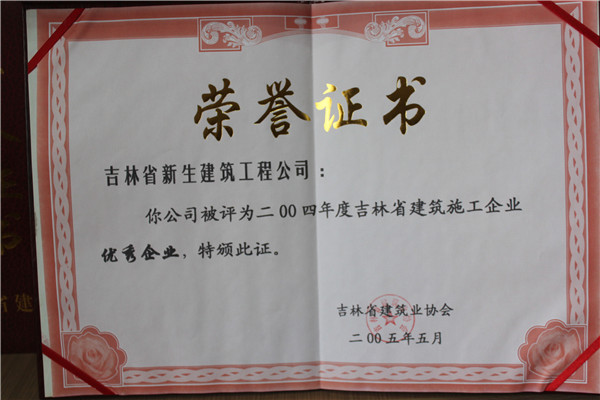 荣誉证书
吉林省新生建筑工程公司：
你公司被评为二00四年度吉林省建筑施工企业
优秀企业，特颁此证。
吉林省建筑业协会
二00五年五月